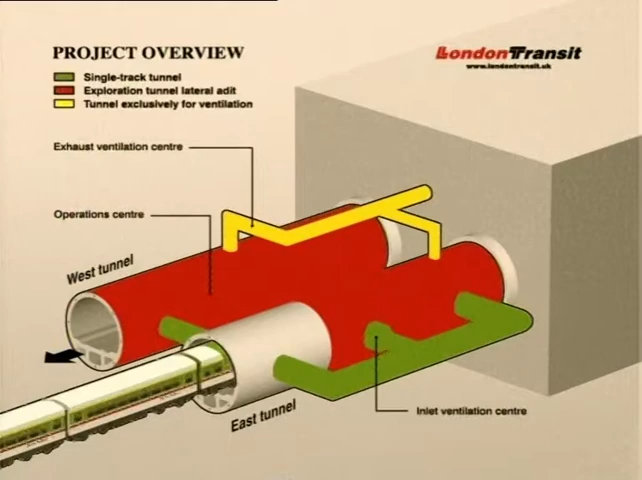 PROJECT OVERVIEW
London Transit
www.londontransit.uk
Single-track tunnel
Exploration tunnel lateral adit
Tunnel exclusively for ventilation
Exhaust ventilation centre
Operations centre
West tunnel
East tunnel
Inlet ventilation centre